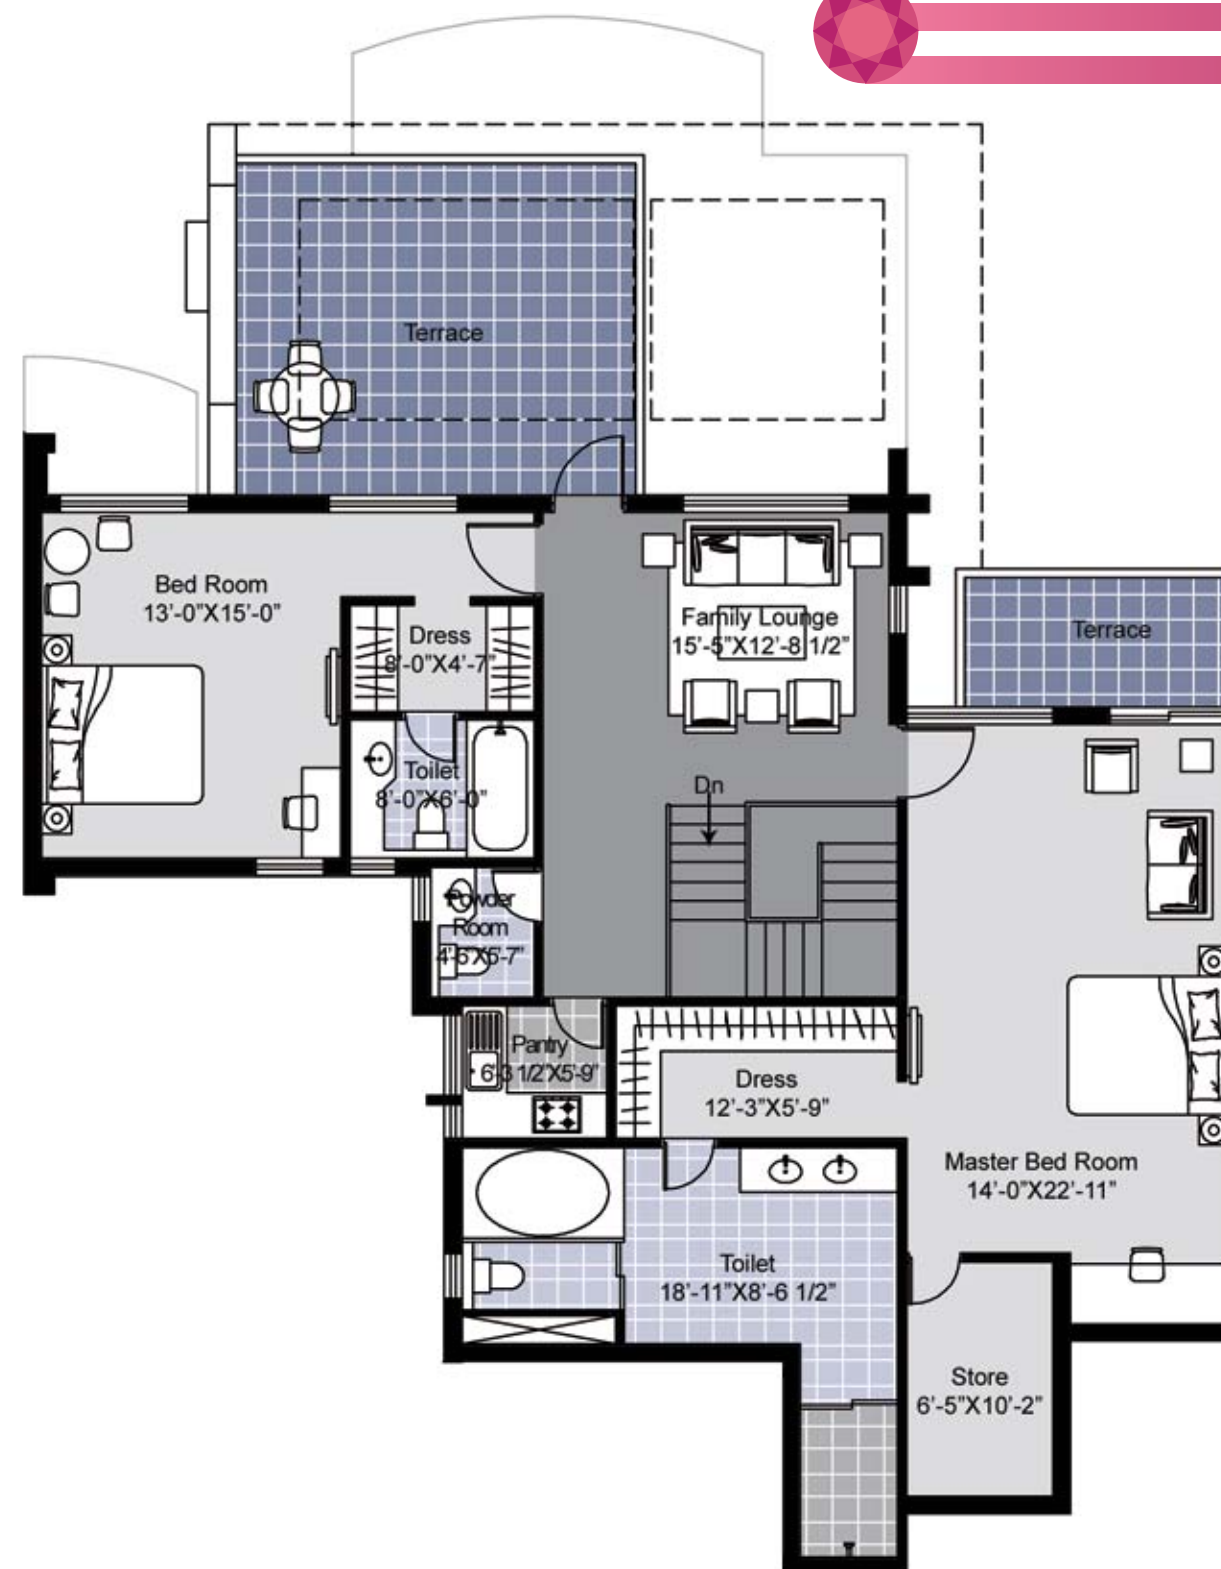 Terrace
Bed Room
13’-0”X15’-0”
Dress
8’-0”X4’-7”
Family Lounge
15’-5”X12’-8 1/2”
Terrace
Toilet
8’-0”X6’-0”
Dn
Powder
Room
4’-6”X5’-7”
Pantry
6’-3 1/2”X5’-9”
Dress
12’-3”X5’-9”
Master Bed Room
14’-0”X22’-11”
Toilet
18’-11”X8’-6 1/2”
Store
6’-5”X10’-2”